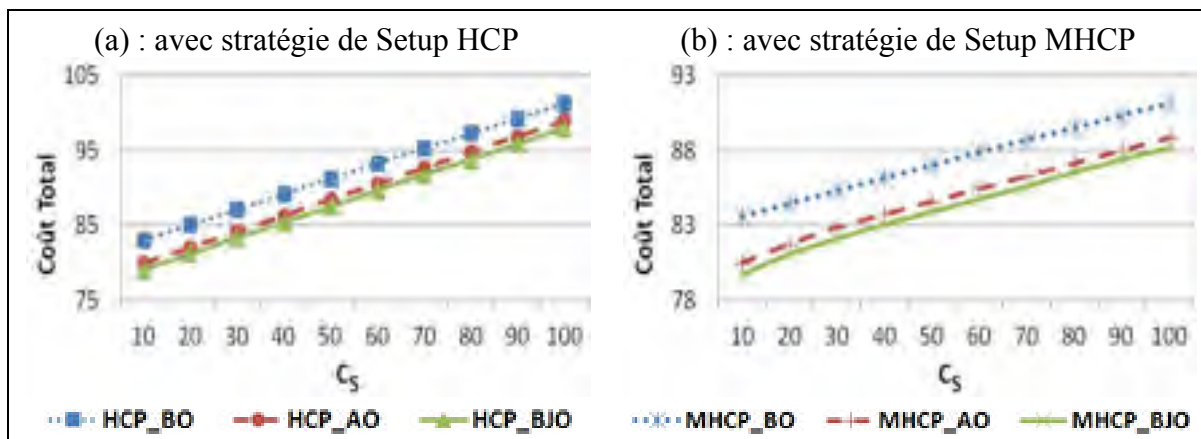 (a) : avec stratégie de Setup HCP
105
95
85
75
Coût Total
10 20 30 40 50 60 70 80 90 100
Cs
HCP_BO HCP_AO HCP_BJO
(b) : avec stratégie de Setup MHCP
93
88
83
78
Coût Total
10 20 30 40 50 60 70 80 90 100
Cs
MHCP_BO MHCP_AO MHCP_BJO